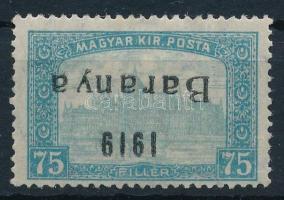 MAGYAR KIR. POSTA
Baranya
1919
75 FILLÉR 75